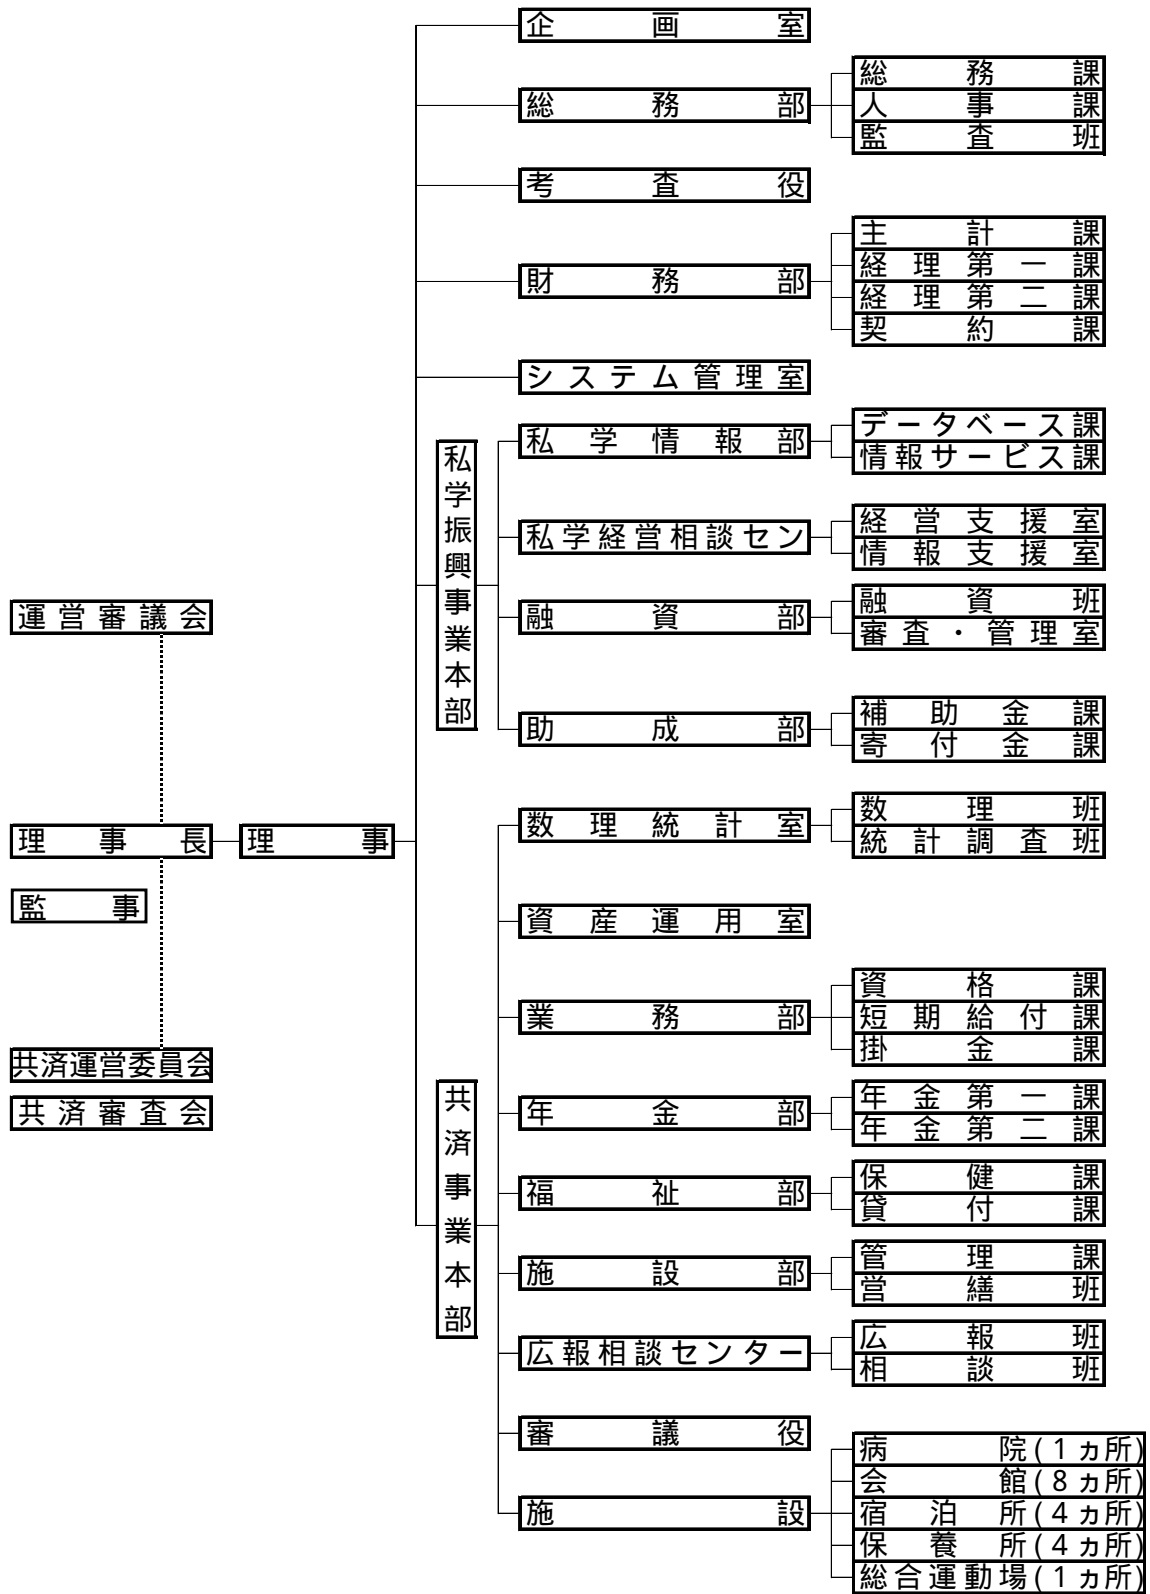 企画室
総務部
総務課
人事課
監査班
考査役
財務部
主計課
経理第一課
経理第二課
契約課
システム管理室
私学振興事業本部
私学情報部
データベース課
情報サービス課
私学経営相談セン
経営支援室
情報支援室
融資部
融資班
審査・管理室
助成部
補助金課
寄付金課
運営審議会
理事長
理事
監事
共済運営委員会
共済審査会
共済事業本部
数理統計室
数理班
統計調査班
資産運用室
業務部
資格課
短期給付課
掛金課
年金部
年金第一課
年金第二課
福祉部
保健課
貸付課
施設部
管理課
営繕班
広報相談センター
広報班
相談班
審議役
施設
病院(1ヵ所)
会館(8ヵ所)
宿泊所(4ヵ所)
保養所(4ヵ所)
総合運動場(1ヵ所)